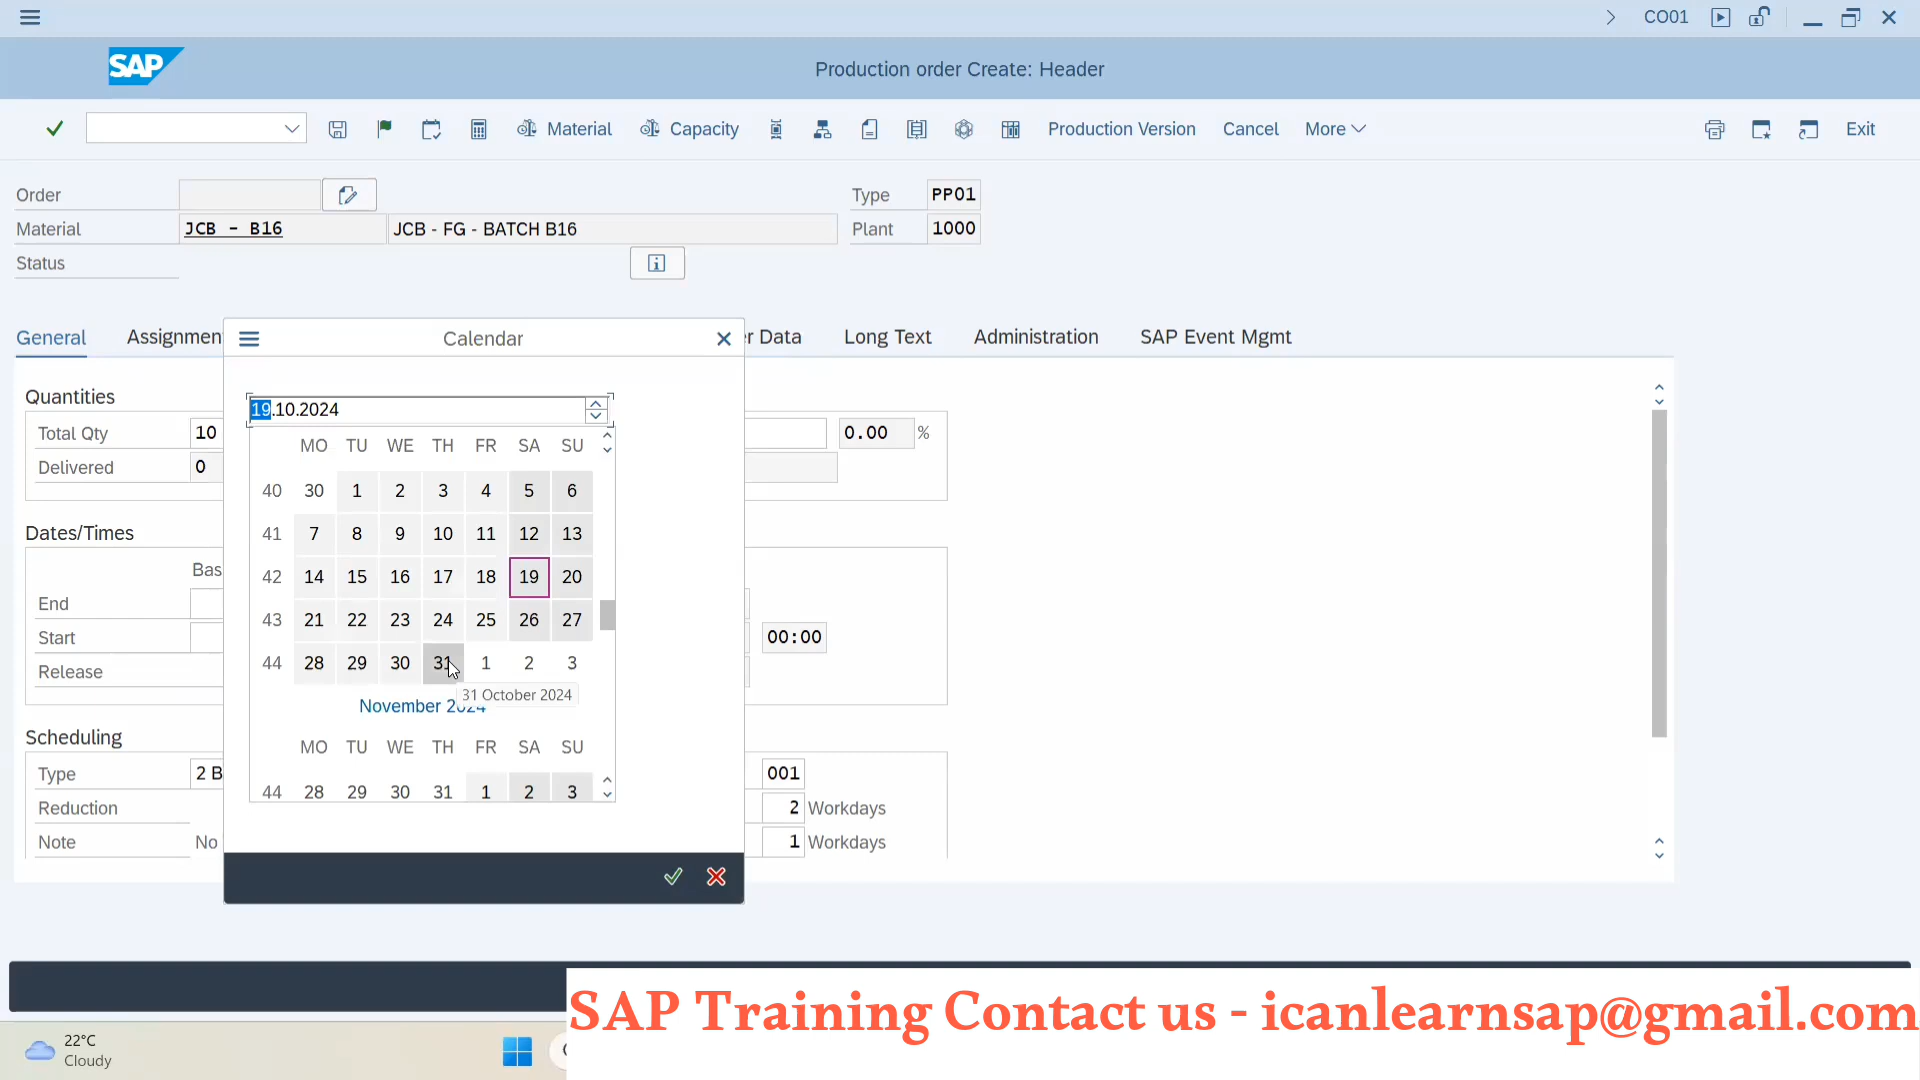 CO01
SAP
Production order Create: Header
Material
Capacity
Production Version
Cancel
More
Exit
Order
Type
PP01
Material
JCB - B16
JCB - FG - BATCH B16
Plant
1000
Status
General
Assignmen
r Data
Long Text
Administration
SAP Event Mgmt
Calendar
Quantities
Total Qty
10
0.00
%
Delivered
0
Dates/Times
Bas
End
Start
00:00
Release
Scheduling
Type
2 B
001
Reduction
2 Workdays
Note
No
1 Workdays
19.10.2024
MO TU WE TH FR SA SU
40 30 1 2 3 4 5 6
41 7 8 9 10 11 12 13
42 14 15 16 17 18 19 20
43 21 22 23 24 25 26 27
44 28 29 30 31 1 2 3
31 October 2024
November 2024
MO TU WE TH FR SA SU
44 28 29 30 31 1 2 3
SAP Training Contact us - icanlearnsap@gmail.com
22°C
Cloudy